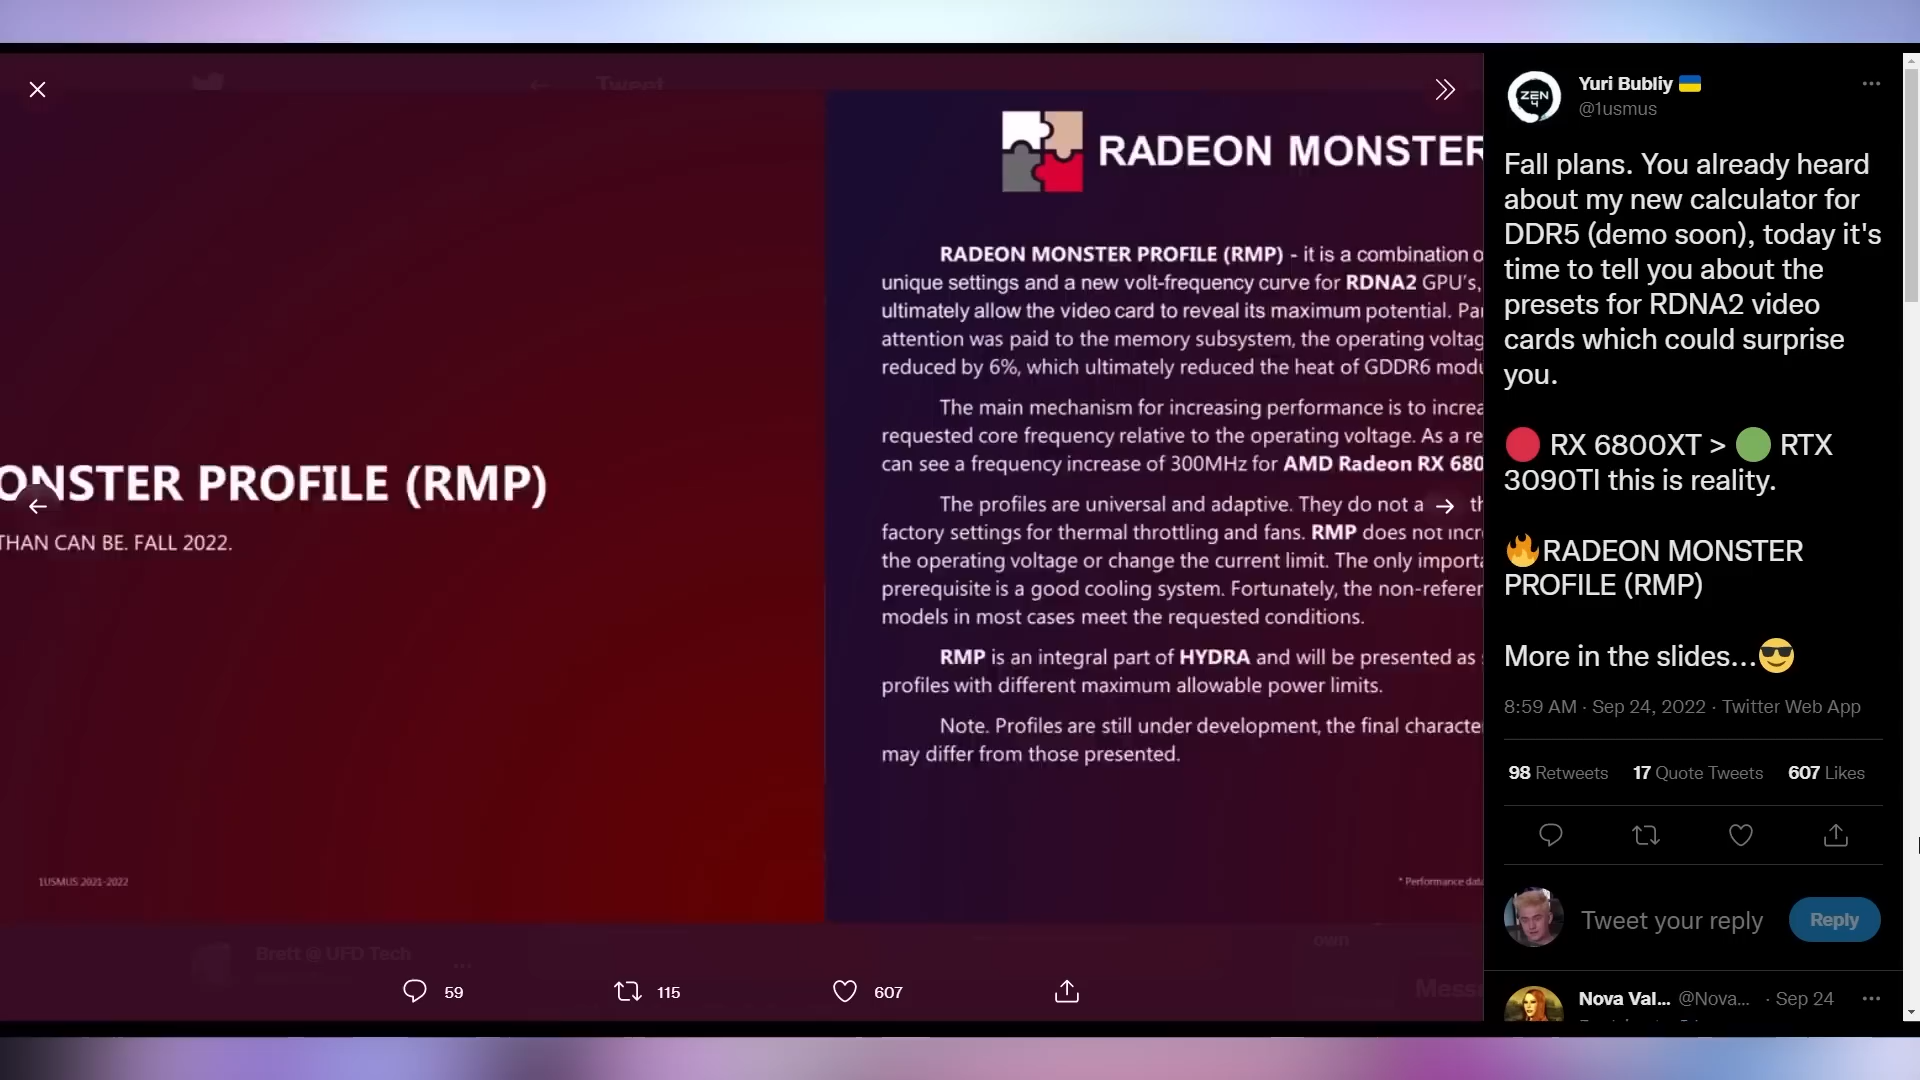 Tweet
ONSTER PROFILE (RMP)
THAN CAN BE. FALL 2022.
1USMUS 2021-2022
RADEON MONSTER
RADEON MONSTER PROFILE (RMP) - it is a combination o
unique settings and a new volt-frequency curve for RDNA2 GPU's,
ultimately allow the video card to reveal its maximum potential. Pa
attention was paid to the memory subsystem, the operating voltag
reduced by 6%, which ultimately reduced the heat of GDDR6 modu
The main mechanism for increasing performance is to increa
requested core frequency relative to the operating voltage. As a re
can see a frequency increase of 300MHz for AMD Radeon RX 680
The profiles are universal and adaptive. They do not a th
factory settings for thermal throttling and fans. RMP does not incr
the operating voltage or change the current limit. The only importa
prerequisite is a good cooling system. Fortunately, the non-referen
models in most cases meet the requested conditions.
RMP is an integral part of HYDRA and will be presented as
profiles with different maximum allowable power limits.
Note. Profiles are still under development, the final characte
may differ from those presented.
* Performance data
Brett @ UFD Tech
own
Messa
59 115 607
ZEN 4
Yuri Bubliy 🇺🇦
@1usmus
Fall plans. You already heard
about my new calculator for
DDR5 (demo soon), today it's
time to tell you about the
presets for RDNA2 video
cards which could surprise
you.
🔴 RX 6800XT > 🟢 RTX
3090TI this is reality.
🔥RADEON MONSTER
PROFILE (RMP)
More in the slides...😎
8:59 AM · Sep 24, 2022 · Twitter Web App
98 Retweets 17 Quote Tweets 607 Likes
Tweet your reply
Reply
Nova Val... @Nova... · Sep 24